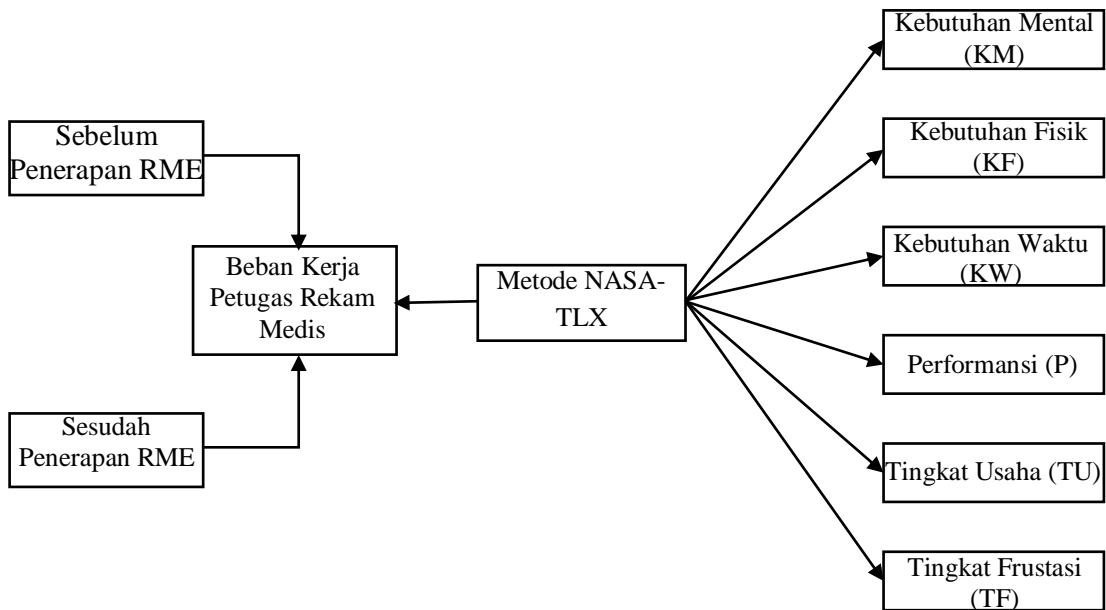 Sebelum
Penerapan RME
Sesudah
Penerapan RME
Beban Kerja
Petugas Rekam
Medis
Metode NASA-
TLX
Kebutuhan Mental
(KM)
Kebutuhan Fisik
(KF)
Kebutuhan Waktu
(KW)
Performansi (P)
Tingkat Usaha (TU)
Tingkat Frustasi
(TF)